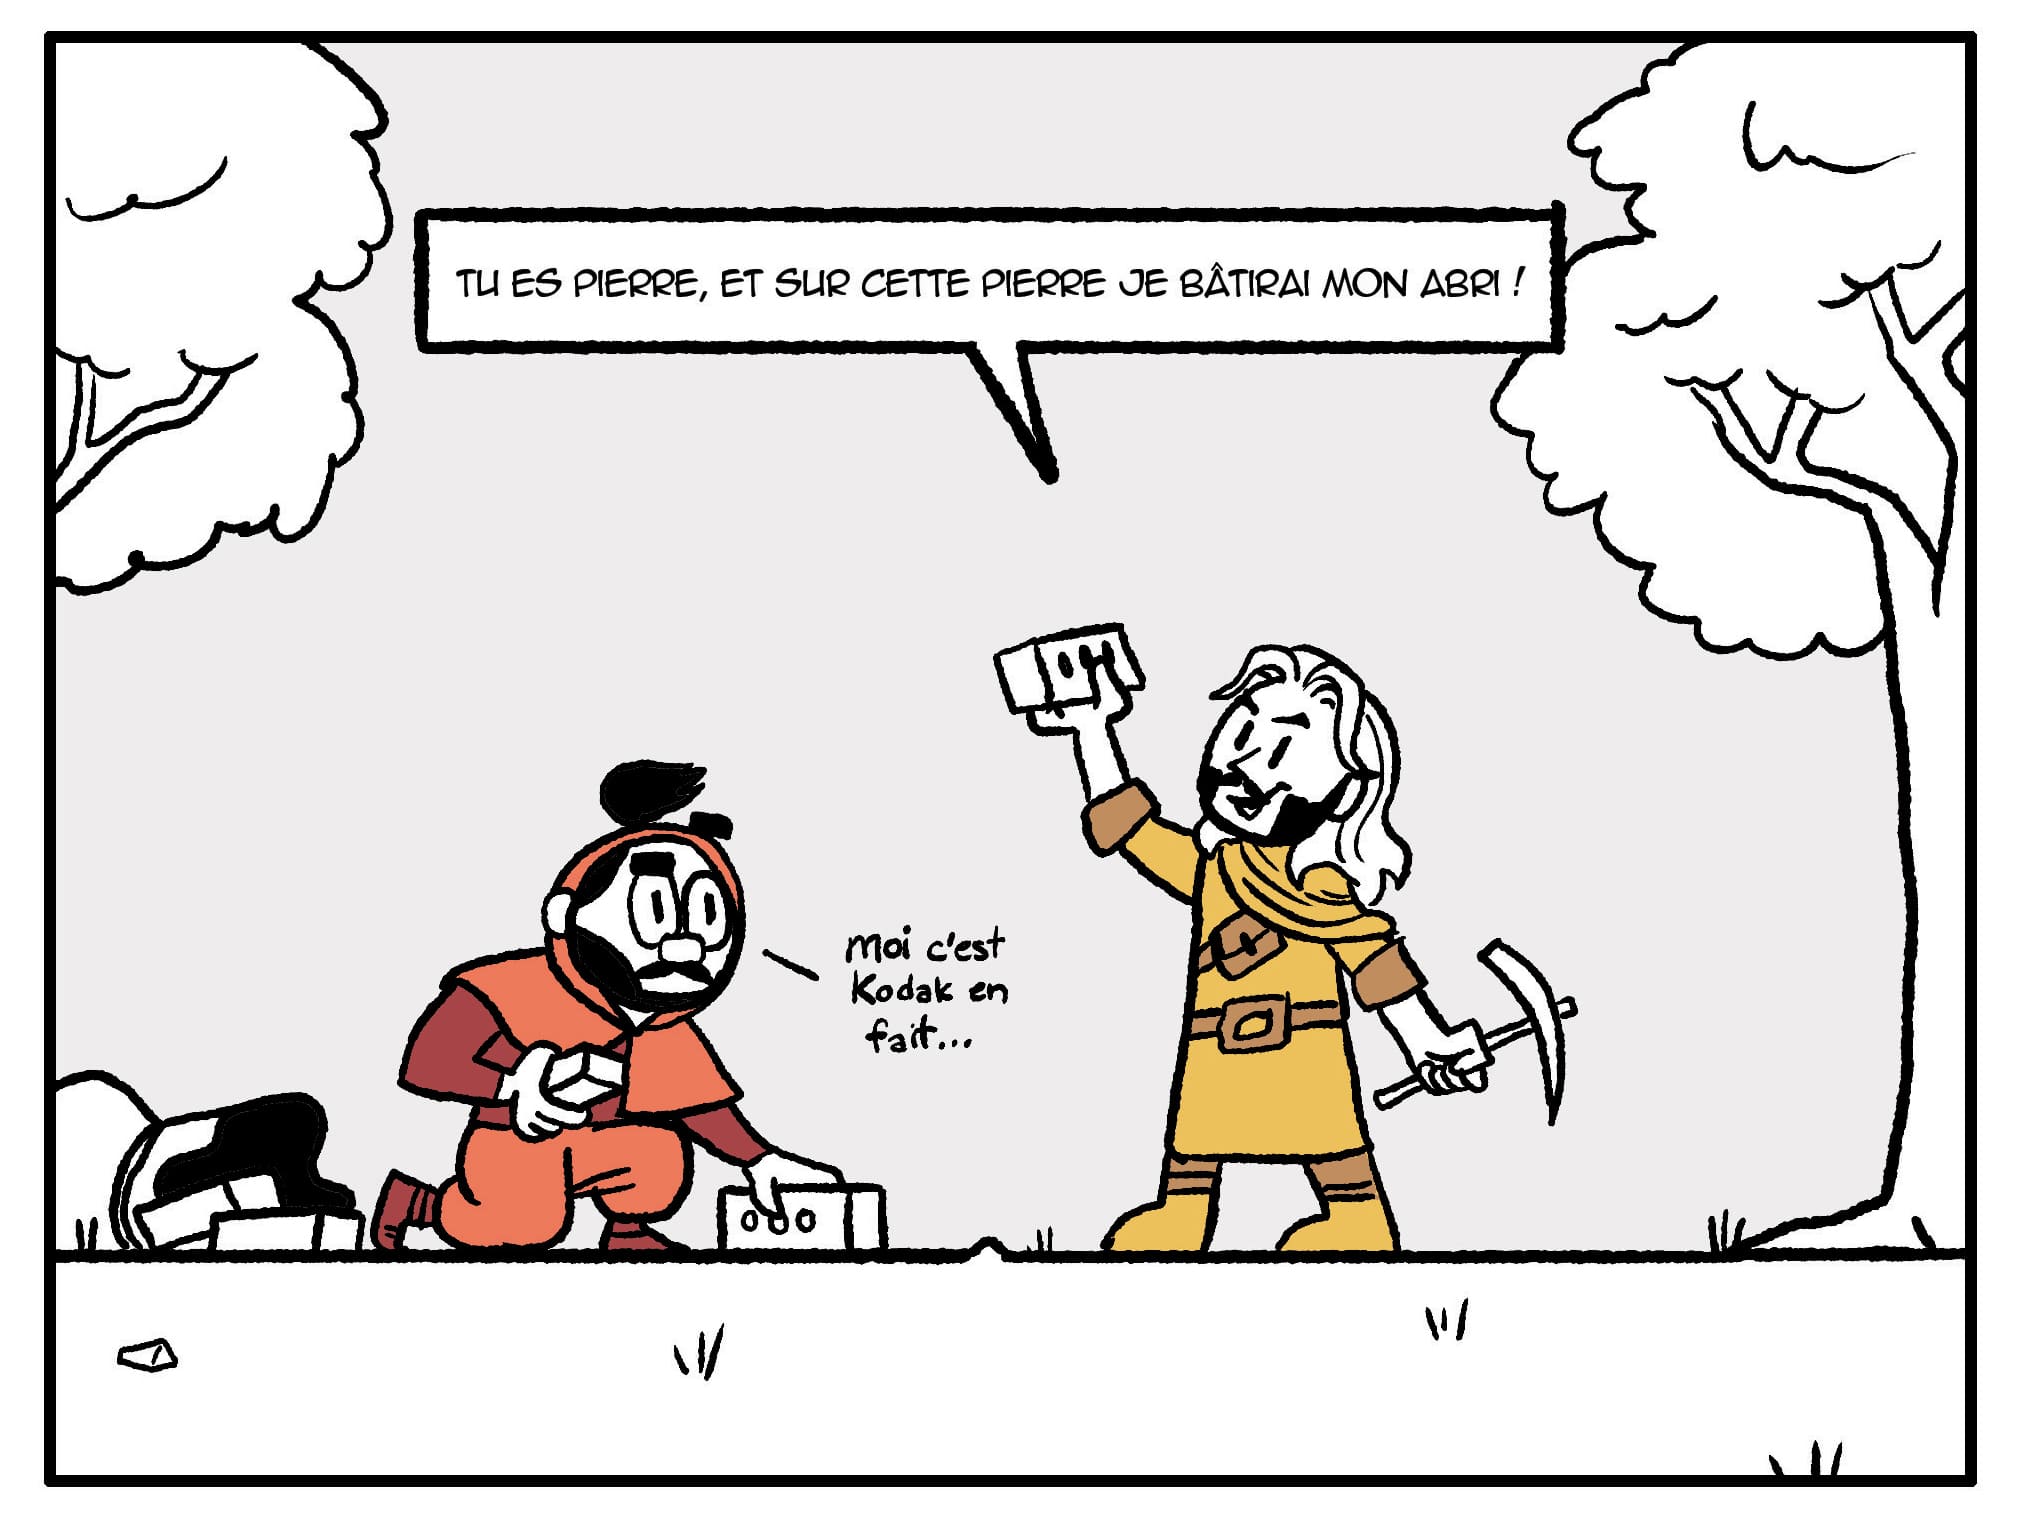 TU ES PIERRE, ET SUR CETTE PIERRE JE BÂTIRAI MON ABRI !
Moi c'est
Kodak en
fait...